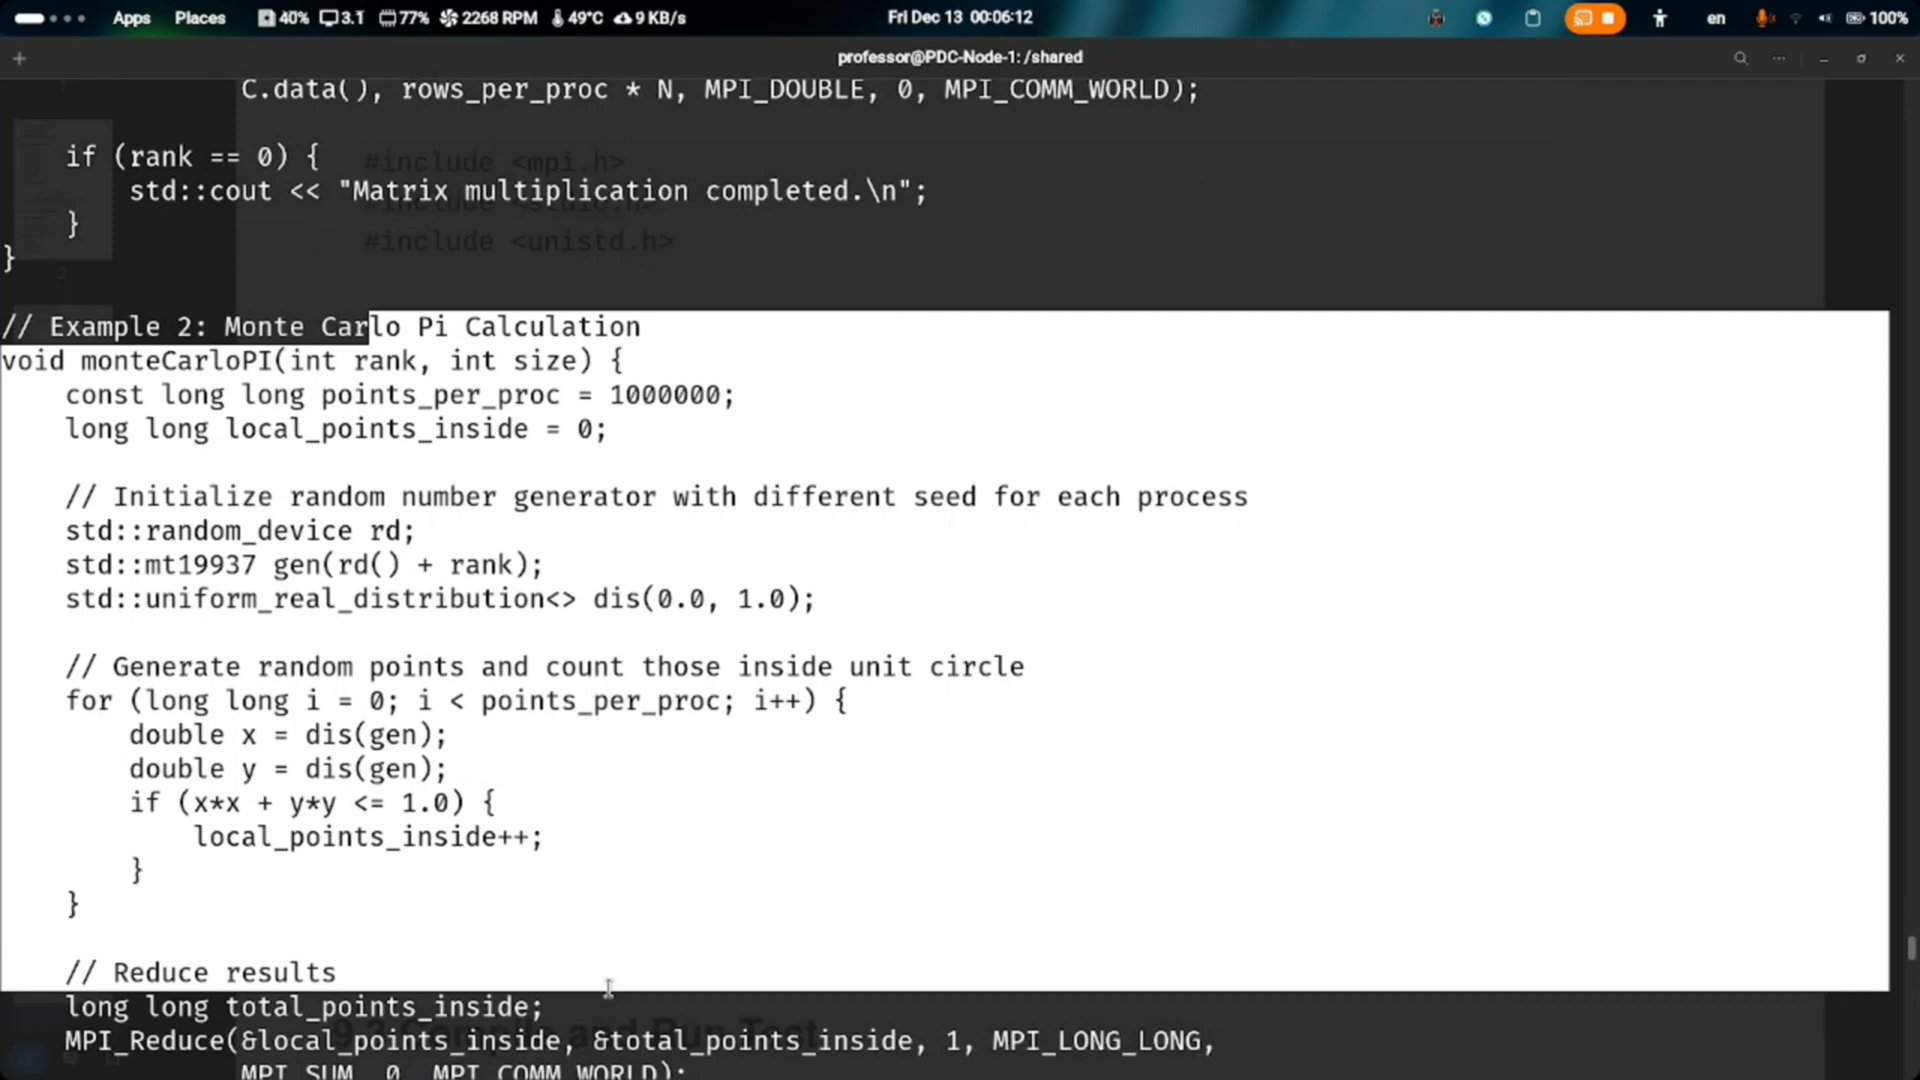 Apps Places 40% 3.1 77% 2268 RPM 49°C 9 KB/s Fri Dec 13 00:06:12 en 100%
professor@PDC-Node-1: /shared
C.data(), rows_per_proc * N, MPI_DOUBLE, 0, MPI_COMM_WORLD);
if (rank == 0) {
#include <mpi.h>
std::cout << "Matrix multiplication completed.\n";
}
#include <unistd.h>
}
// Example 2: Monte Carlo Pi Calculation
void monteCarloPI(int rank, int size) {
const long long points_per_proc = 1000000;
long long local_points_inside = 0;
// Initialize random number generator with different seed for each process
std::random_device rd;
std::mt19937 gen(rd() + rank);
std::uniform_real_distribution<> dis(0.0, 1.0);
// Generate random points and count those inside unit circle
for (long long i = 0; i < points_per_proc; i++) {
double x = dis(gen);
double y = dis(gen);
if (x*x + y*y <= 1.0) {
local_points_inside++;
}
}
// Reduce results
long long total_points_inside;
MPI_Reduce(&local_points_inside, &total_points_inside, 1, MPI_LONG_LONG,
MPI_SUM, 0, MPI_COMM_WORLD);